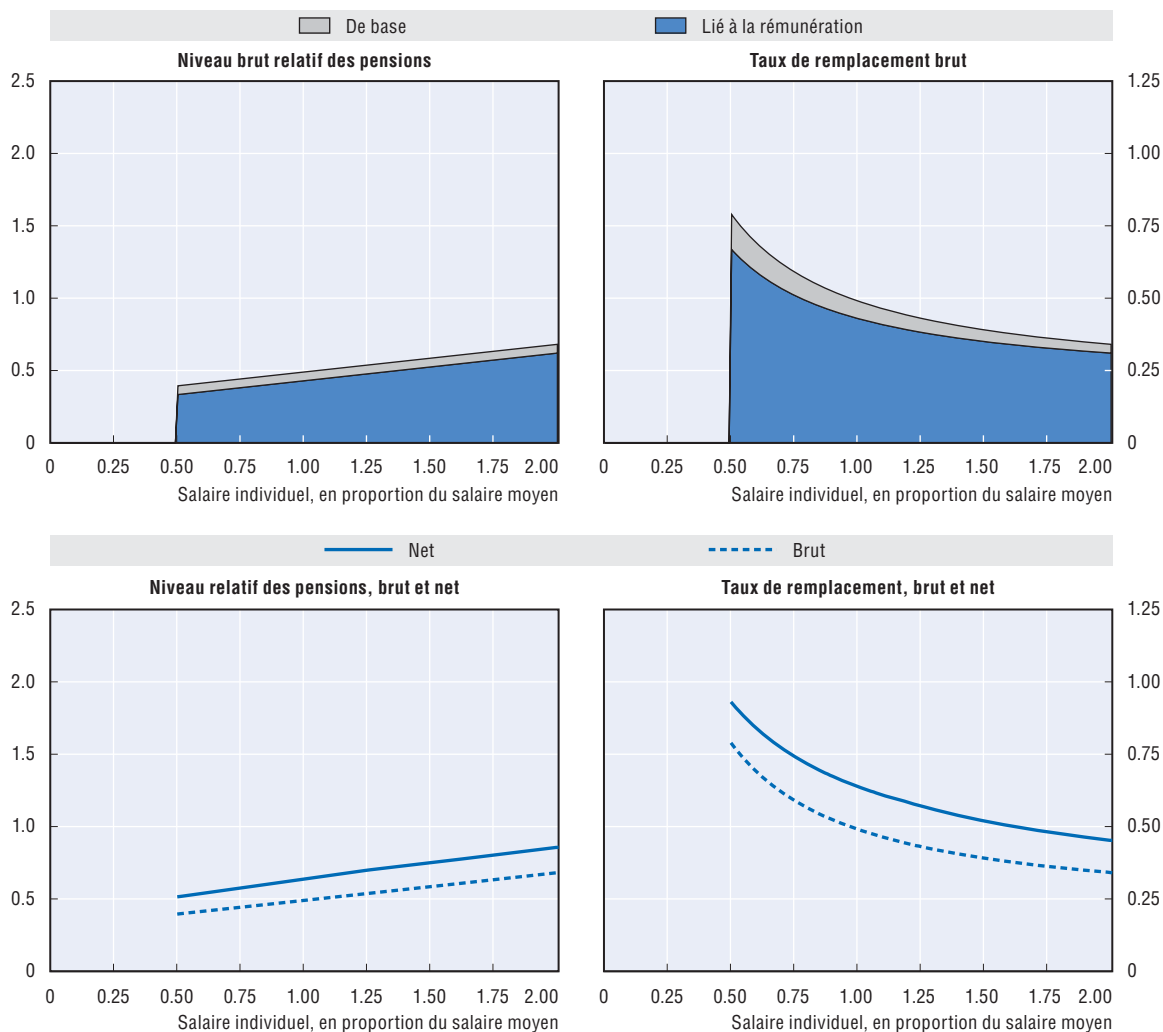 De base
Lié à la rémunération
Niveau brut relatif des pensions
Taux de remplacement brut
2.5
2.0
1.5
1.0
0.5
0
1.25
1.00
0.75
0.50
0.25
0
0 0.25 0.50 0.75 1.00 1.25 1.50 1.75 2.00
0 0.25 0.50 0.75 1.00 1.25 1.50 1.75 2.00
Salaire individuel, en proportion du salaire moyen
Salaire individuel, en proportion du salaire moyen
Net
Brut
Niveau relatif des pensions, brut et net
Taux de remplacement, brut et net
2.5
2.0
1.5
1.0
0.5
0
1.25
1.00
0.75
0.50
0.25
0
0 0.25 0.50 0.75 1.00 1.25 1.50 1.75 2.00
0 0.25 0.50 0.75 1.00 1.25 1.50 1.75 2.00
Salaire individuel, en proportion du salaire moyen
Salaire individuel, en proportion du salaire moyen